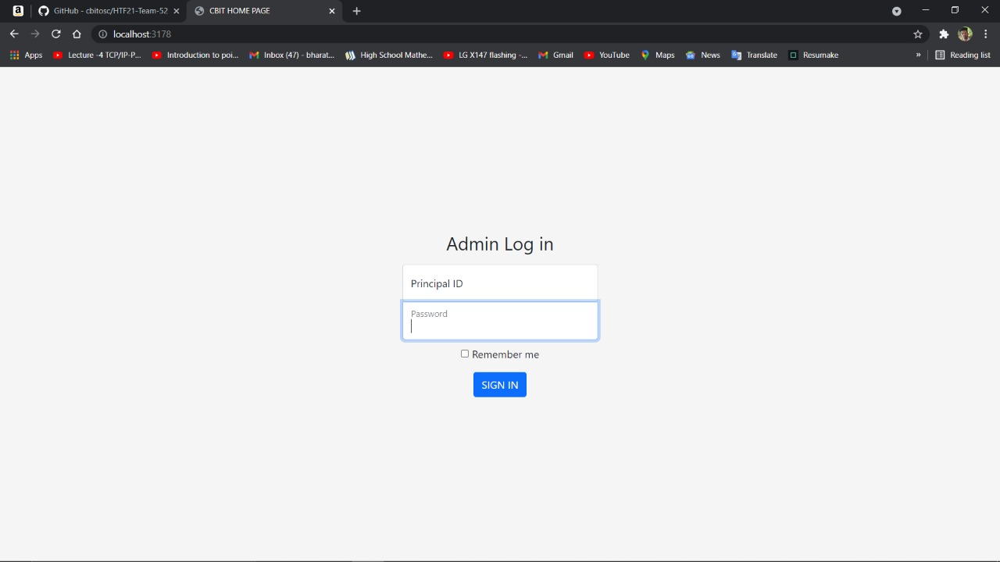 a GitHub - cbitosc/HTF21-Team-52 CBIT HOME PAGE
localhost:3178
Apps Lecture -4 TCP/IP-P... Introduction to poi... Inbox (47) - bharat... High School Mathe... LG X147 flashing -... Gmail YouTube Maps News Translate Resumake » Reading list
Admin Log in
Principal ID
Password
Remember me
SIGN IN